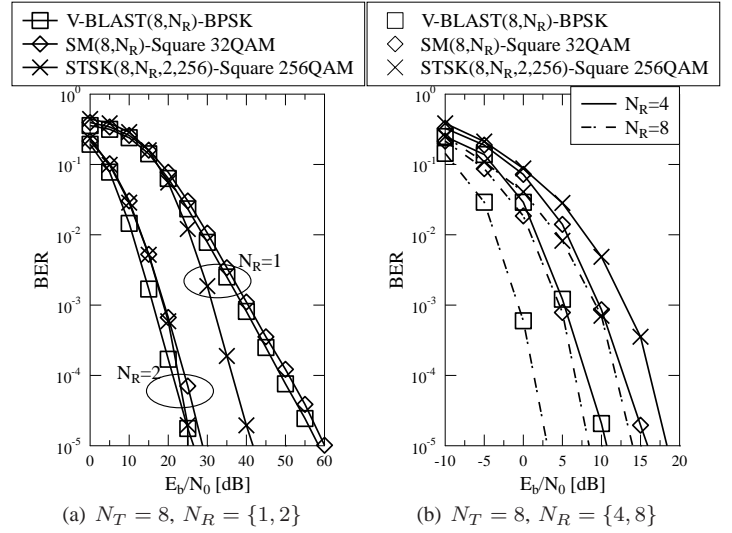 V-BLAST(8,N_R)-BPSK
SM(8,N_R)-Square 32QAM
STSK(8,N_R,2,256)-Square 256QAM
10^0
10^-1
10^-2
10^-3
10^-4
10^-5
BER
N_R=1
N_R=2
0 10 20 30 40 50 60
E_b/N_0 [dB]
(a) N_T = 8, N_R = {1,2}
V-BLAST(8,N_R)-BPSK
SM(8,N_R)-Square 32QAM
STSK(8,N_R,2,256)-Square 256QAM
N_R=4
N_R=8
10^0
10^-1
10^-2
10^-3
10^-4
10^-5
BER
-10 -5 0 5 10 15 20
E_b/N_0 [dB]
(b) N_T = 8, N_R = {4,8}